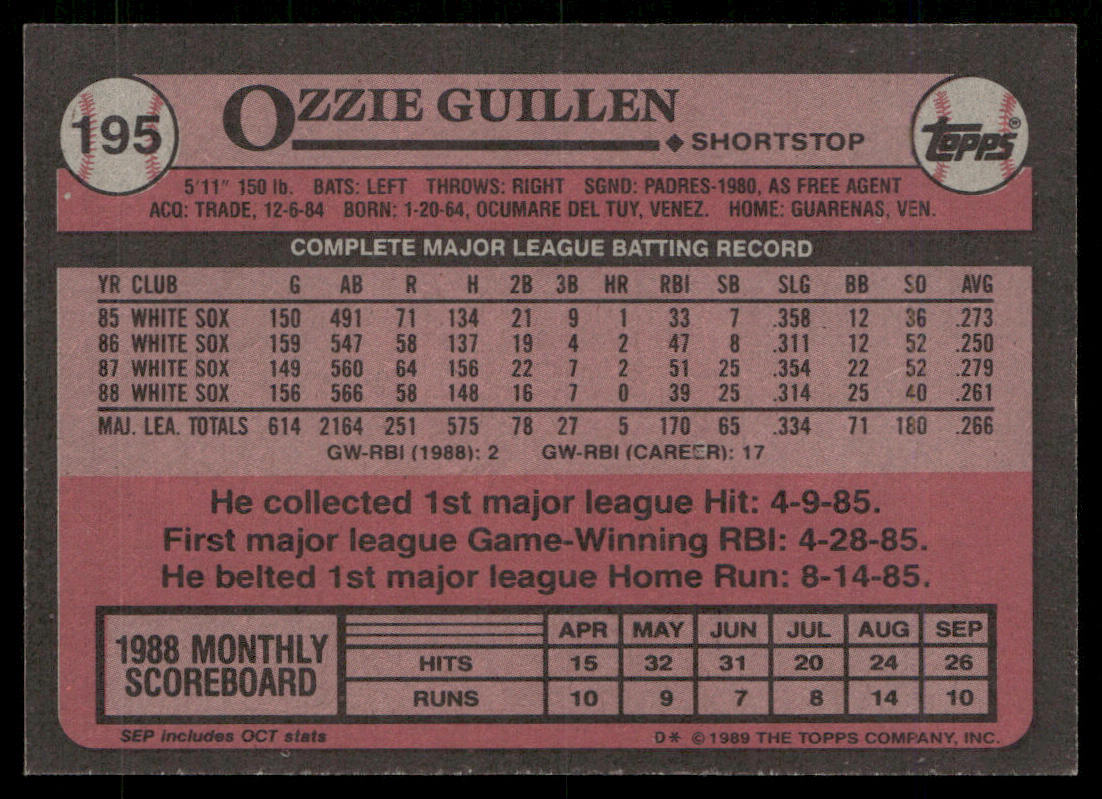 195
OZZIE GUILLEN
◆ SHORTSTOP
TOPPS®
5'11" 150 lb. BATS: LEFT THROWS: RIGHT SGND: PADRES-1980, AS FREE AGENT
ACQ: TRADE, 12-6-84 BORN: 1-20-64, OCUMARE DEL TUY, VENEZ. HOME: GUARENAS, VEN.
COMPLETE MAJOR LEAGUE BATTING RECORD
YR CLUB G AB R H 2B 3B HR RBI SB SLG BB SO AVG
85 WHITE SOX 150 491 71 134 21 9 1 33 7 .358 12 36 .273
86 WHITE SOX 159 547 58 137 19 4 2 47 8 .311 12 52 .250
87 WHITE SOX 149 560 64 156 22 7 2 51 25 .354 22 52 .279
88 WHITE SOX 156 566 58 148 16 7 0 39 25 .314 25 40 .261
MAJ. LEA. TOTALS 614 2164 251 575 78 27 5 170 65 .334 71 180 .266
GW-RBI (1988): 2 GW-RBI (CAREER): 17
He collected 1st major league Hit: 4-9-85.
First major league Game-Winning RBI: 4-28-85.
He belted 1st major league Home Run: 8-14-85.
1988 MONTHLY SCOREBOARD
APR MAY JUN JUL AUG SEP
HITS 15 32 31 20 24 26
RUNS 10 9 7 8 14 10
SEP includes OCT stats
D* ©1989 THE TOPPS COMPANY, INC.